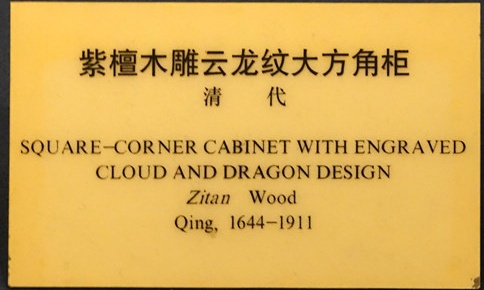 紫檀木雕云龙纹大方角柜
清 代
SQUARE-CORNER CABINET WITH ENGRAVED
CLOUD AND DRAGON DESIGN
Zitan Wood
Qing, 1644-1911